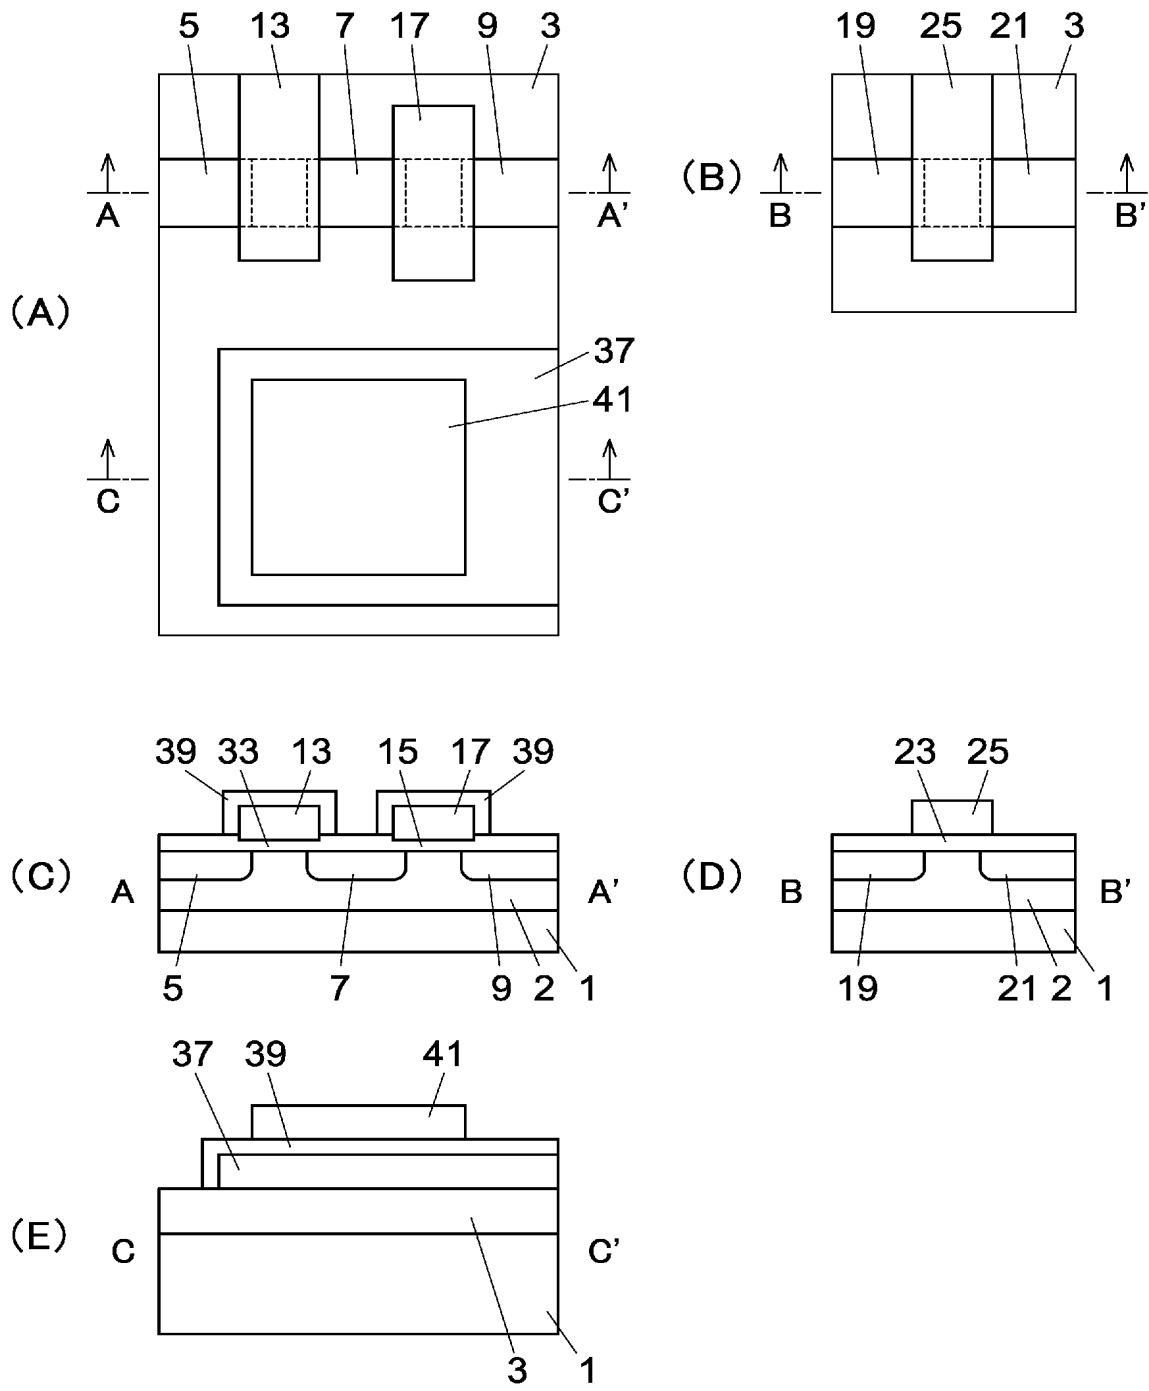 5 13 7 17 9 3
19 25 21 3
A A'
(B) B B'
(A)
37
41
C C'
39 33 13 15 17 39
23 25
(C) A A'
(D) B B'
5 7 9 2 1
19 21 2 1
37 39 41
(E) C C'
3 1